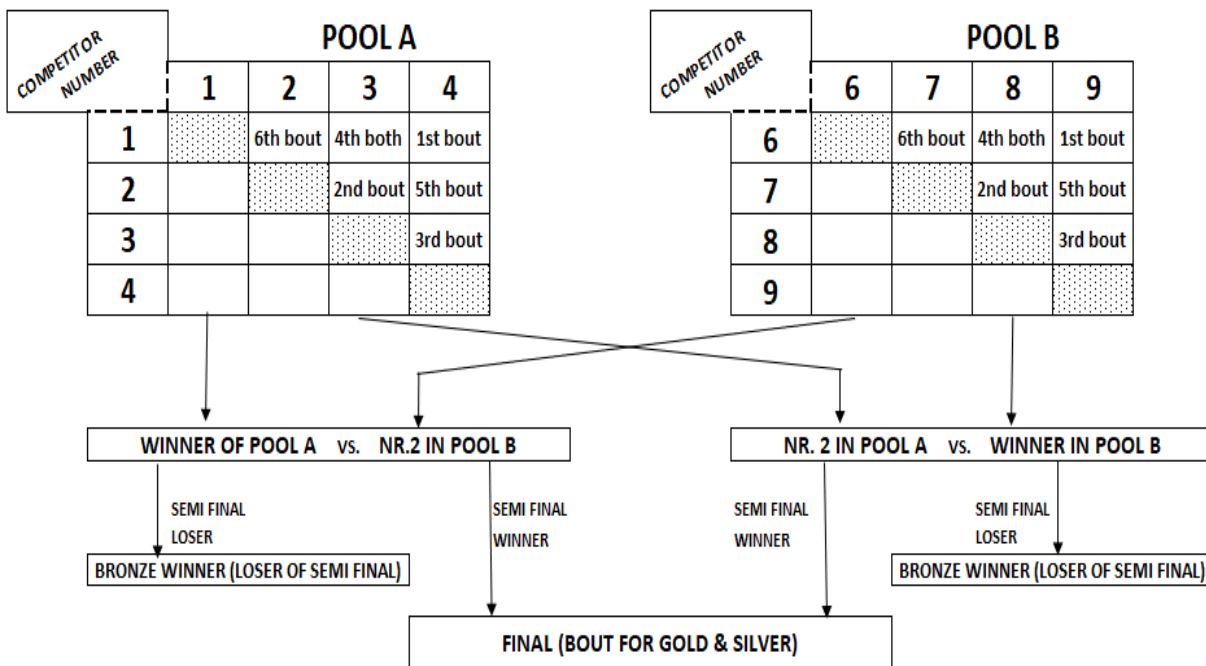 COMPETITOR
NUMBER
POOL A
1 2 3 4
1 6th bout 4th both 1st bout
2 2nd bout 5th bout
3 3rd bout
4
COMPETITOR
NUMBER
POOL B
6 7 8 9
6 6th bout 4th both 1st bout
7 2nd bout 5th bout
8 3rd bout
9
WINNER OF POOL A vs. NR.2 IN POOL B
NR. 2 IN POOL A vs. WINNER IN POOL B
SEMI FINAL
LOSER
SEMI FINAL
WINNER
SEMI FINAL
WINNER
SEMI FINAL
LOSER
BRONZE WINNER (LOSER OF SEMI FINAL)
BRONZE WINNER (LOSER OF SEMI FINAL)
FINAL (BOUT FOR GOLD & SILVER)